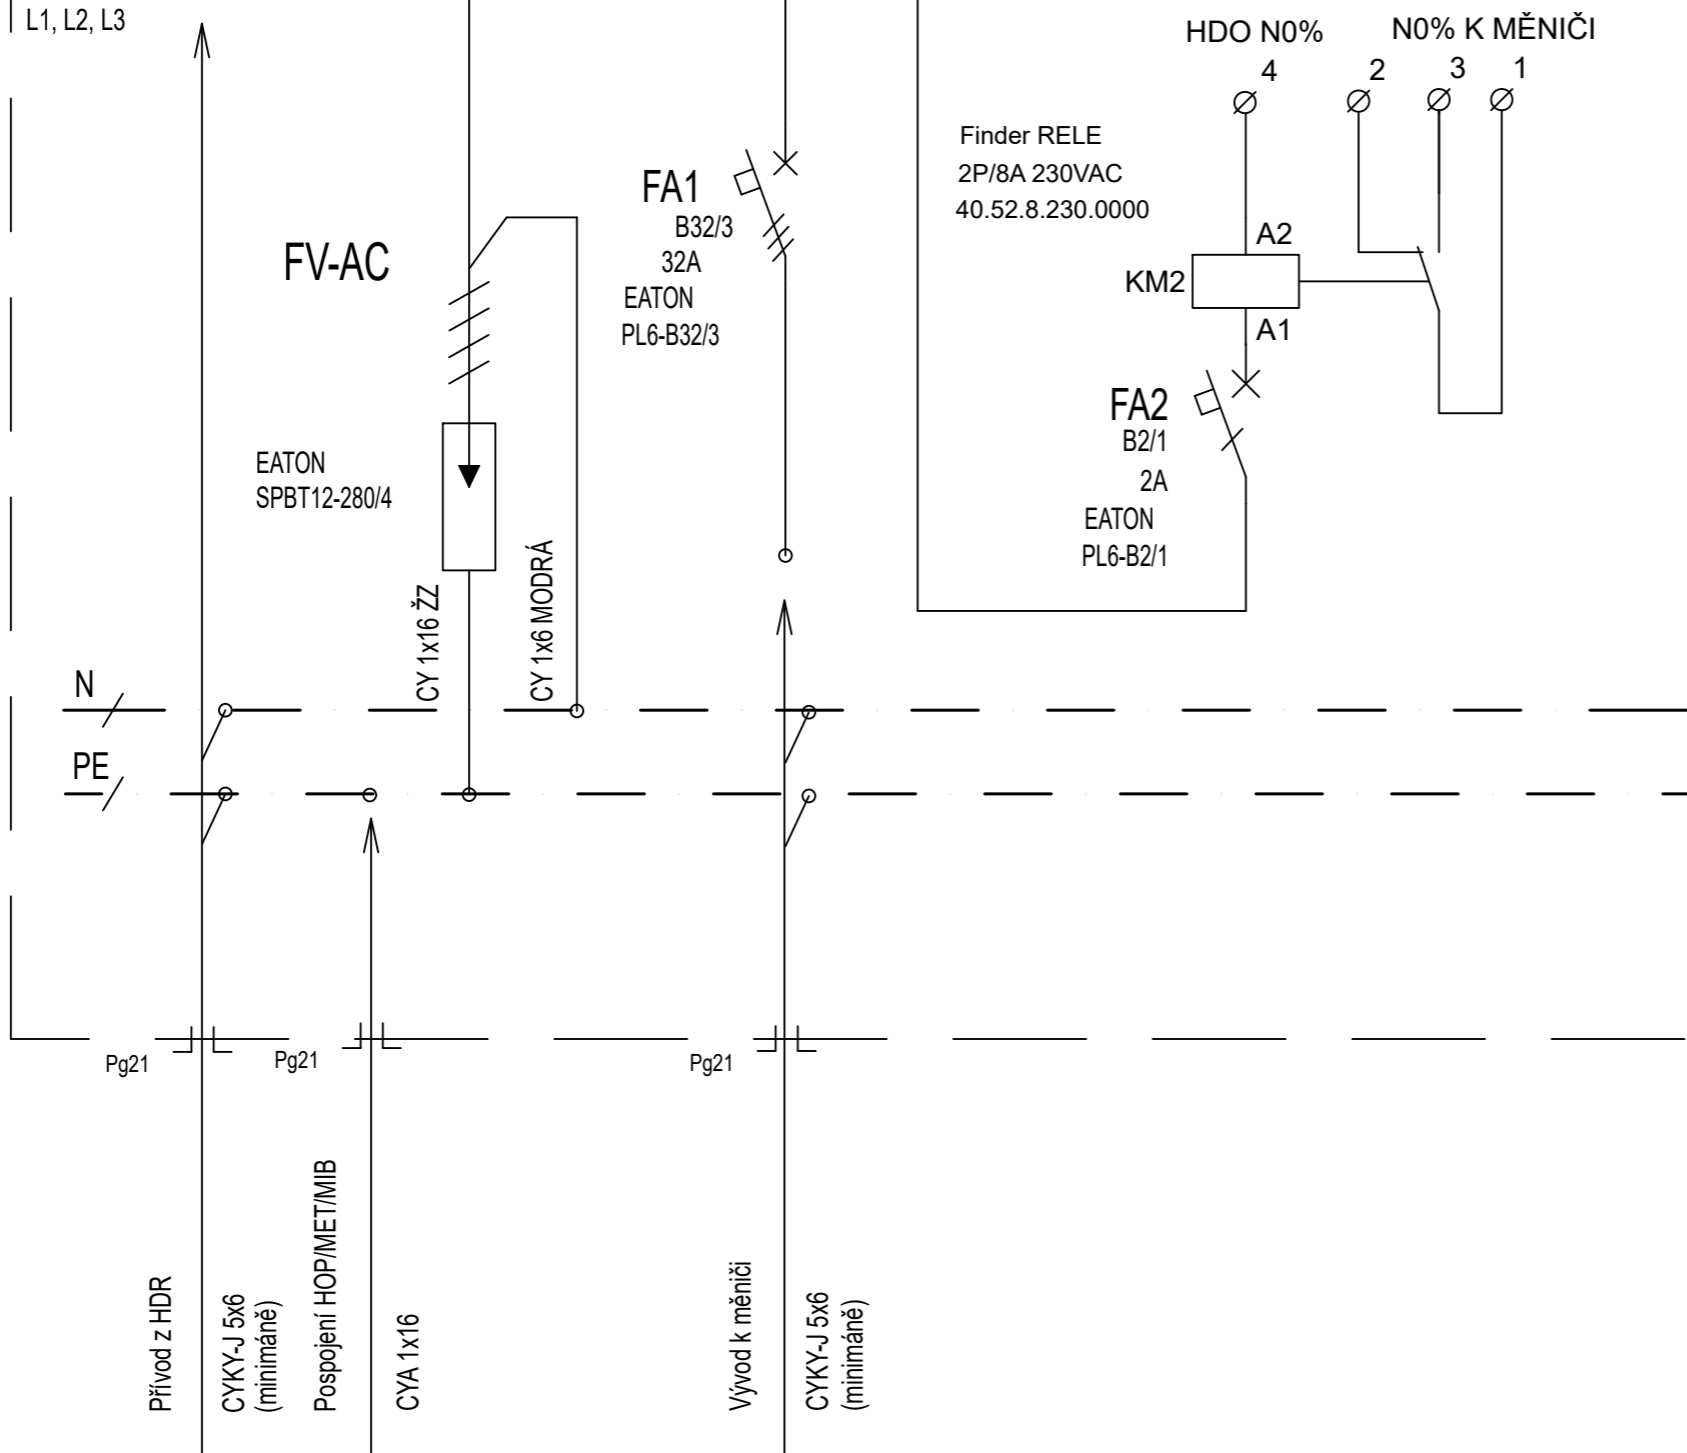 L1, L2, L3
HDO N0%
N0% K MĚNIČI
4
2
3
1
Finder RELE
2P/8A 230VAC
40.52.8.230.0000
FA1
B32/3
32A
EATON
PL6-B32/3
FV-AC
A2
KM2
A1
FA2
B2/1
2A
EATON
PL6-B2/1
EATON
SPBT12-280/4
CY 1x16 ŽZ
CY 1x6 MODRÁ
N
PE
Pg21
Pg21
Pg21
Přívod z HDR
CYKY-J 5x6
(minimáně)
Pospojení HOP/MET/MIB
CYA 1x16
Vývod k měniči
CYKY-J 5x6
(minimáně)